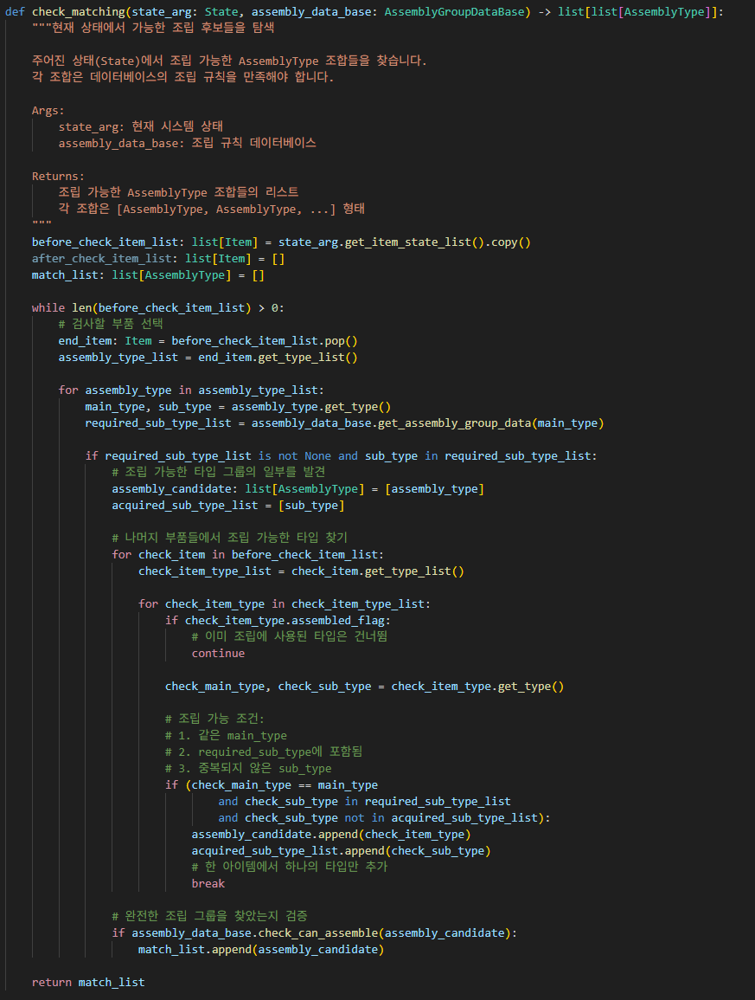 def check_matching(state_arg: State, assembly_data_base: AssemblyGroupDataBase) -> list[list[AssemblyType]]:
    """현재 상태에서 가능한 조립 후보들을 탐색

    주어진 상태(State)에서 조립 가능한 AssemblyType 조합들을 찾습니다.
    각 조합은 데이터베이스의 조립 규칙을 만족해야 합니다.

    Args:
        state_arg: 현재 시스템 상태
        assembly_data_base: 조립 규칙 데이터베이스

    Returns:
        조립 가능한 AssemblyType 조합들의 리스트
        각 조합은 [AssemblyType, AssemblyType, ...] 형태
    """
    before_check_item_list: list[Item] = state_arg.get_item_state_list().copy()
    after_check_item_list: list[Item] = []
    match_list: list[AssemblyType] = []

    while len(before_check_item_list) > 0:
        # 검사할 부품 선택
        end_item: Item = before_check_item_list.pop()
        assembly_type_list = end_item.get_type_list()

        for assembly_type in assembly_type_list:
            main_type, sub_type = assembly_type.get_type()
            required_sub_type_list = assembly_data_base.get_assembly_group_data(main_type)

            if required_sub_type_list is not None and sub_type in required_sub_type_list:
                # 조립 가능한 타입 그룹의 일부를 발견
                assembly_candidate: list[AssemblyType] = [assembly_type]
                acquired_sub_type_list = [sub_type]

                # 나머지 부품들에서 조립 가능한 타입 찾기
                for check_item in before_check_item_list:
                    check_item_type_list = check_item.get_type_list()

                    for check_item_type in check_item_type_list:
                        if check_item_type.assembled_flag:
                            # 이미 조립에 사용된 타입은 건너뜀
                            continue

                        check_main_type, check_sub_type = check_item_type.get_type()

                        # 조립 가능 조건:
                        # 1. 같은 main_type
                        # 2. required_sub_type에 포함됨
                        # 3. 중복되지 않은 sub_type
                        if (check_main_type == main_type
                                and check_sub_type in required_sub_type_list
                                and check_sub_type not in acquired_sub_type_list):
                            assembly_candidate.append(check_item_type)
                            acquired_sub_type_list.append(check_sub_type)
                            # 한 아이템에서 하나의 타입만 추가
                            break

                # 완전한 조립 그룹을 찾았는지 검증
                if assembly_data_base.check_can_assemble(assembly_candidate):
                    match_list.append(assembly_candidate)

    return match_list